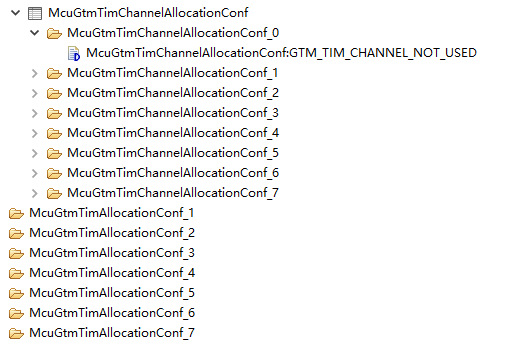 McuGtmTimChannelAllocationConf
McuGtmTimChannelAllocationConf_0
McuGtmTimChannelAllocationConf:GTM_TIM_CHANNEL_NOT_USED
McuGtmTimChannelAllocationConf_1
McuGtmTimChannelAllocationConf_2
McuGtmTimChannelAllocationConf_3
McuGtmTimChannelAllocationConf_4
McuGtmTimChannelAllocationConf_5
McuGtmTimChannelAllocationConf_6
McuGtmTimChannelAllocationConf_7
McuGtmTimAllocationConf_1
McuGtmTimAllocationConf_2
McuGtmTimAllocationConf_3
McuGtmTimAllocationConf_4
McuGtmTimAllocationConf_5
McuGtmTimAllocationConf_6
McuGtmTimAllocationConf_7